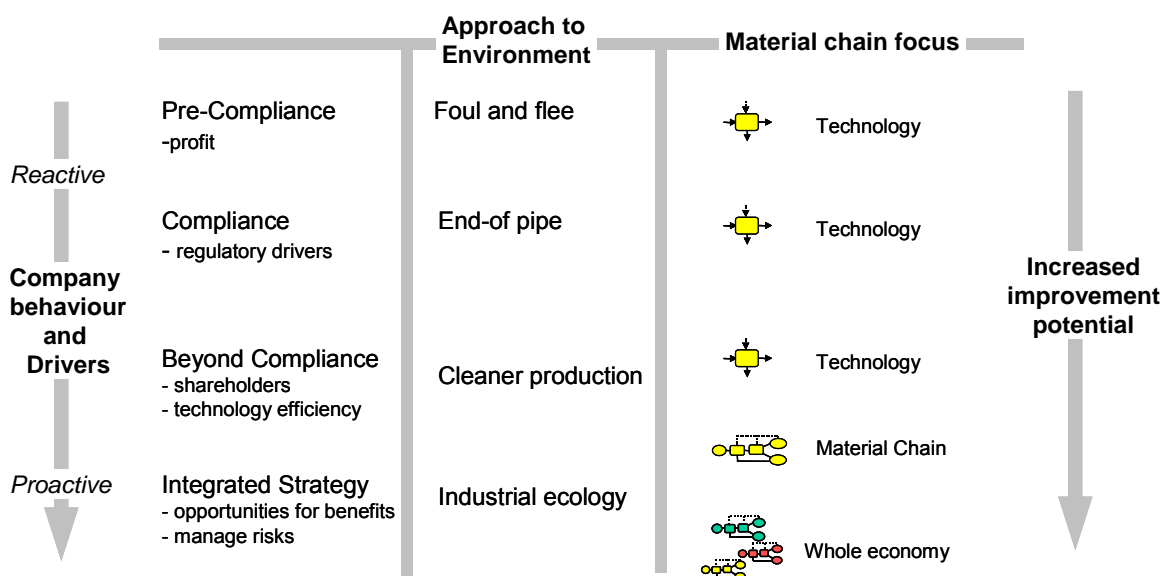 Approach to
Environment
Material chain focus
Pre-Compliance
-profit
Foul and flee
Technology
Reactive
Compliance
- regulatory drivers
End-of pipe
Technology
Company
behaviour
and
Drivers
Increased
improvement
potential
Beyond Compliance
- shareholders
- technology efficiency
Cleaner production
Technology
Material Chain
Proactive
Integrated Strategy
- opportunities for benefits
- manage risks
Industrial ecology
Whole economy